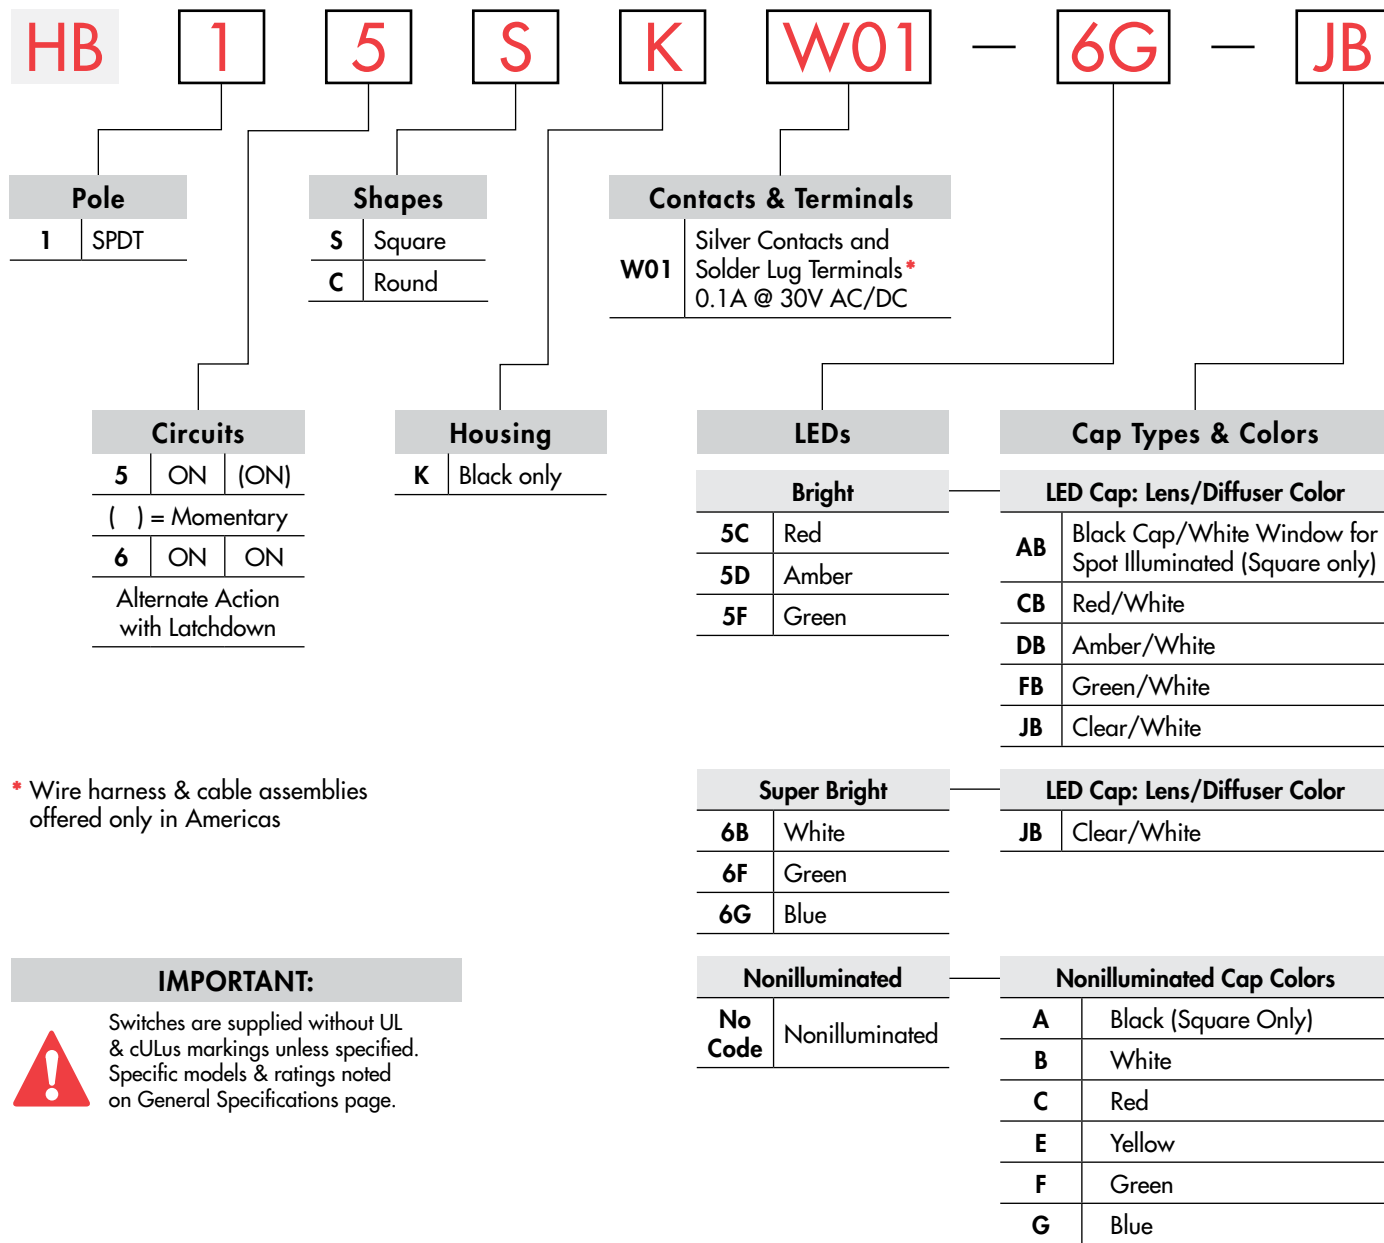 HB 1 5 S K W01 — 6G — JB
Pole
1 SPDT
Shapes
S Square
C Round
Contacts & Terminals
W01
Silver Contacts and
Solder Lug Terminals*
0.1A @ 30V AC/DC
Circuits
5 ON (ON)
( ) = Momentary
6 ON ON
Alternate Action
with Latchdown
Housing
K Black only
LEDs
Bright
5C Red
5D Amber
5F Green
Cap Types & Colors
LED Cap: Lens/Diffuser Color
AB
Black Cap/White Window for
Spot Illuminated (Square only)
CB Red/White
DB Amber/White
FB Green/White
JB Clear/White
* Wire harness & cable assemblies
offered only in Americas
Super Bright
6B White
6F Green
6G Blue
LED Cap: Lens/Diffuser Color
JB Clear/White
IMPORTANT:
Switches are supplied without UL
& cULus markings unless specified.
Specific models & ratings noted
on General Specifications page.
Nonilluminated
No
Code
Nonilluminated
Nonilluminated Cap Colors
A Black (Square Only)
B White
C Red
E Yellow
F Green
G Blue